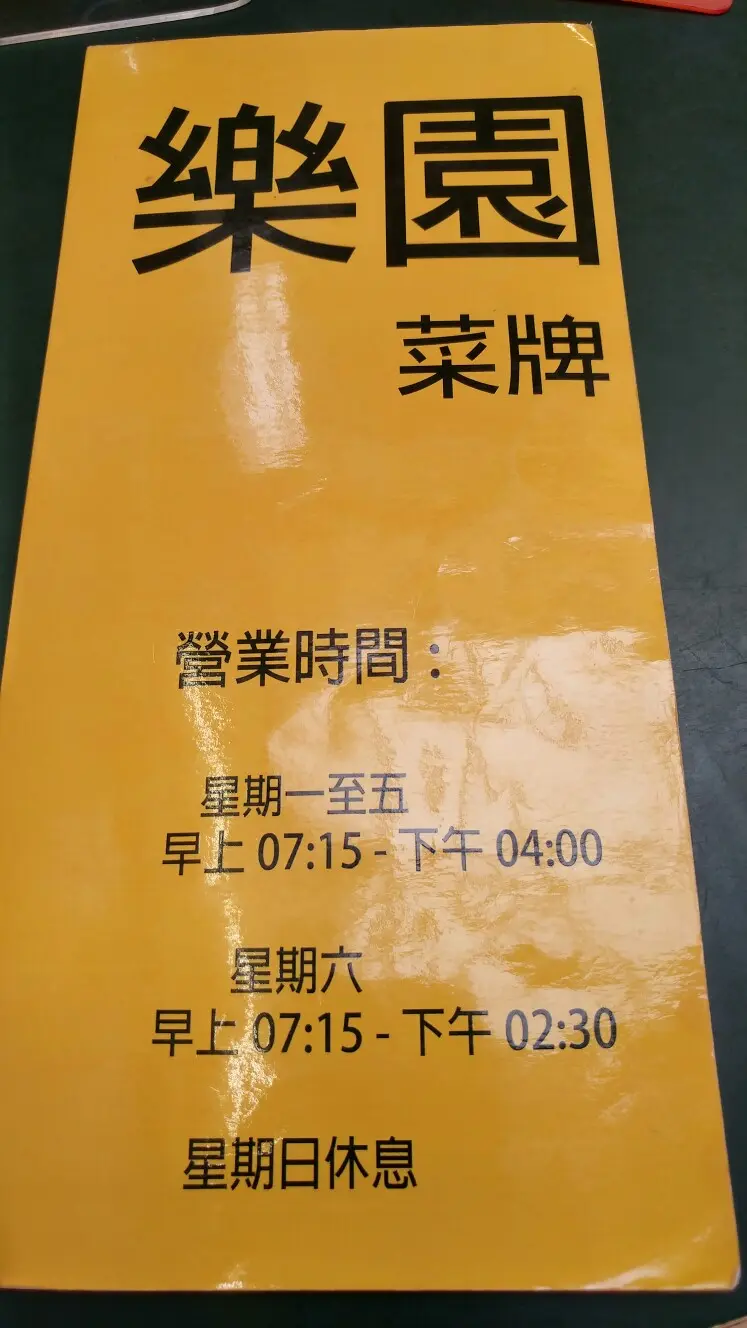 樂園
菜牌
營業時間：
星期一至五
早上 07:15 - 下午 04:00
星期六
早上 07:15 - 下午 02:30
星期日休息